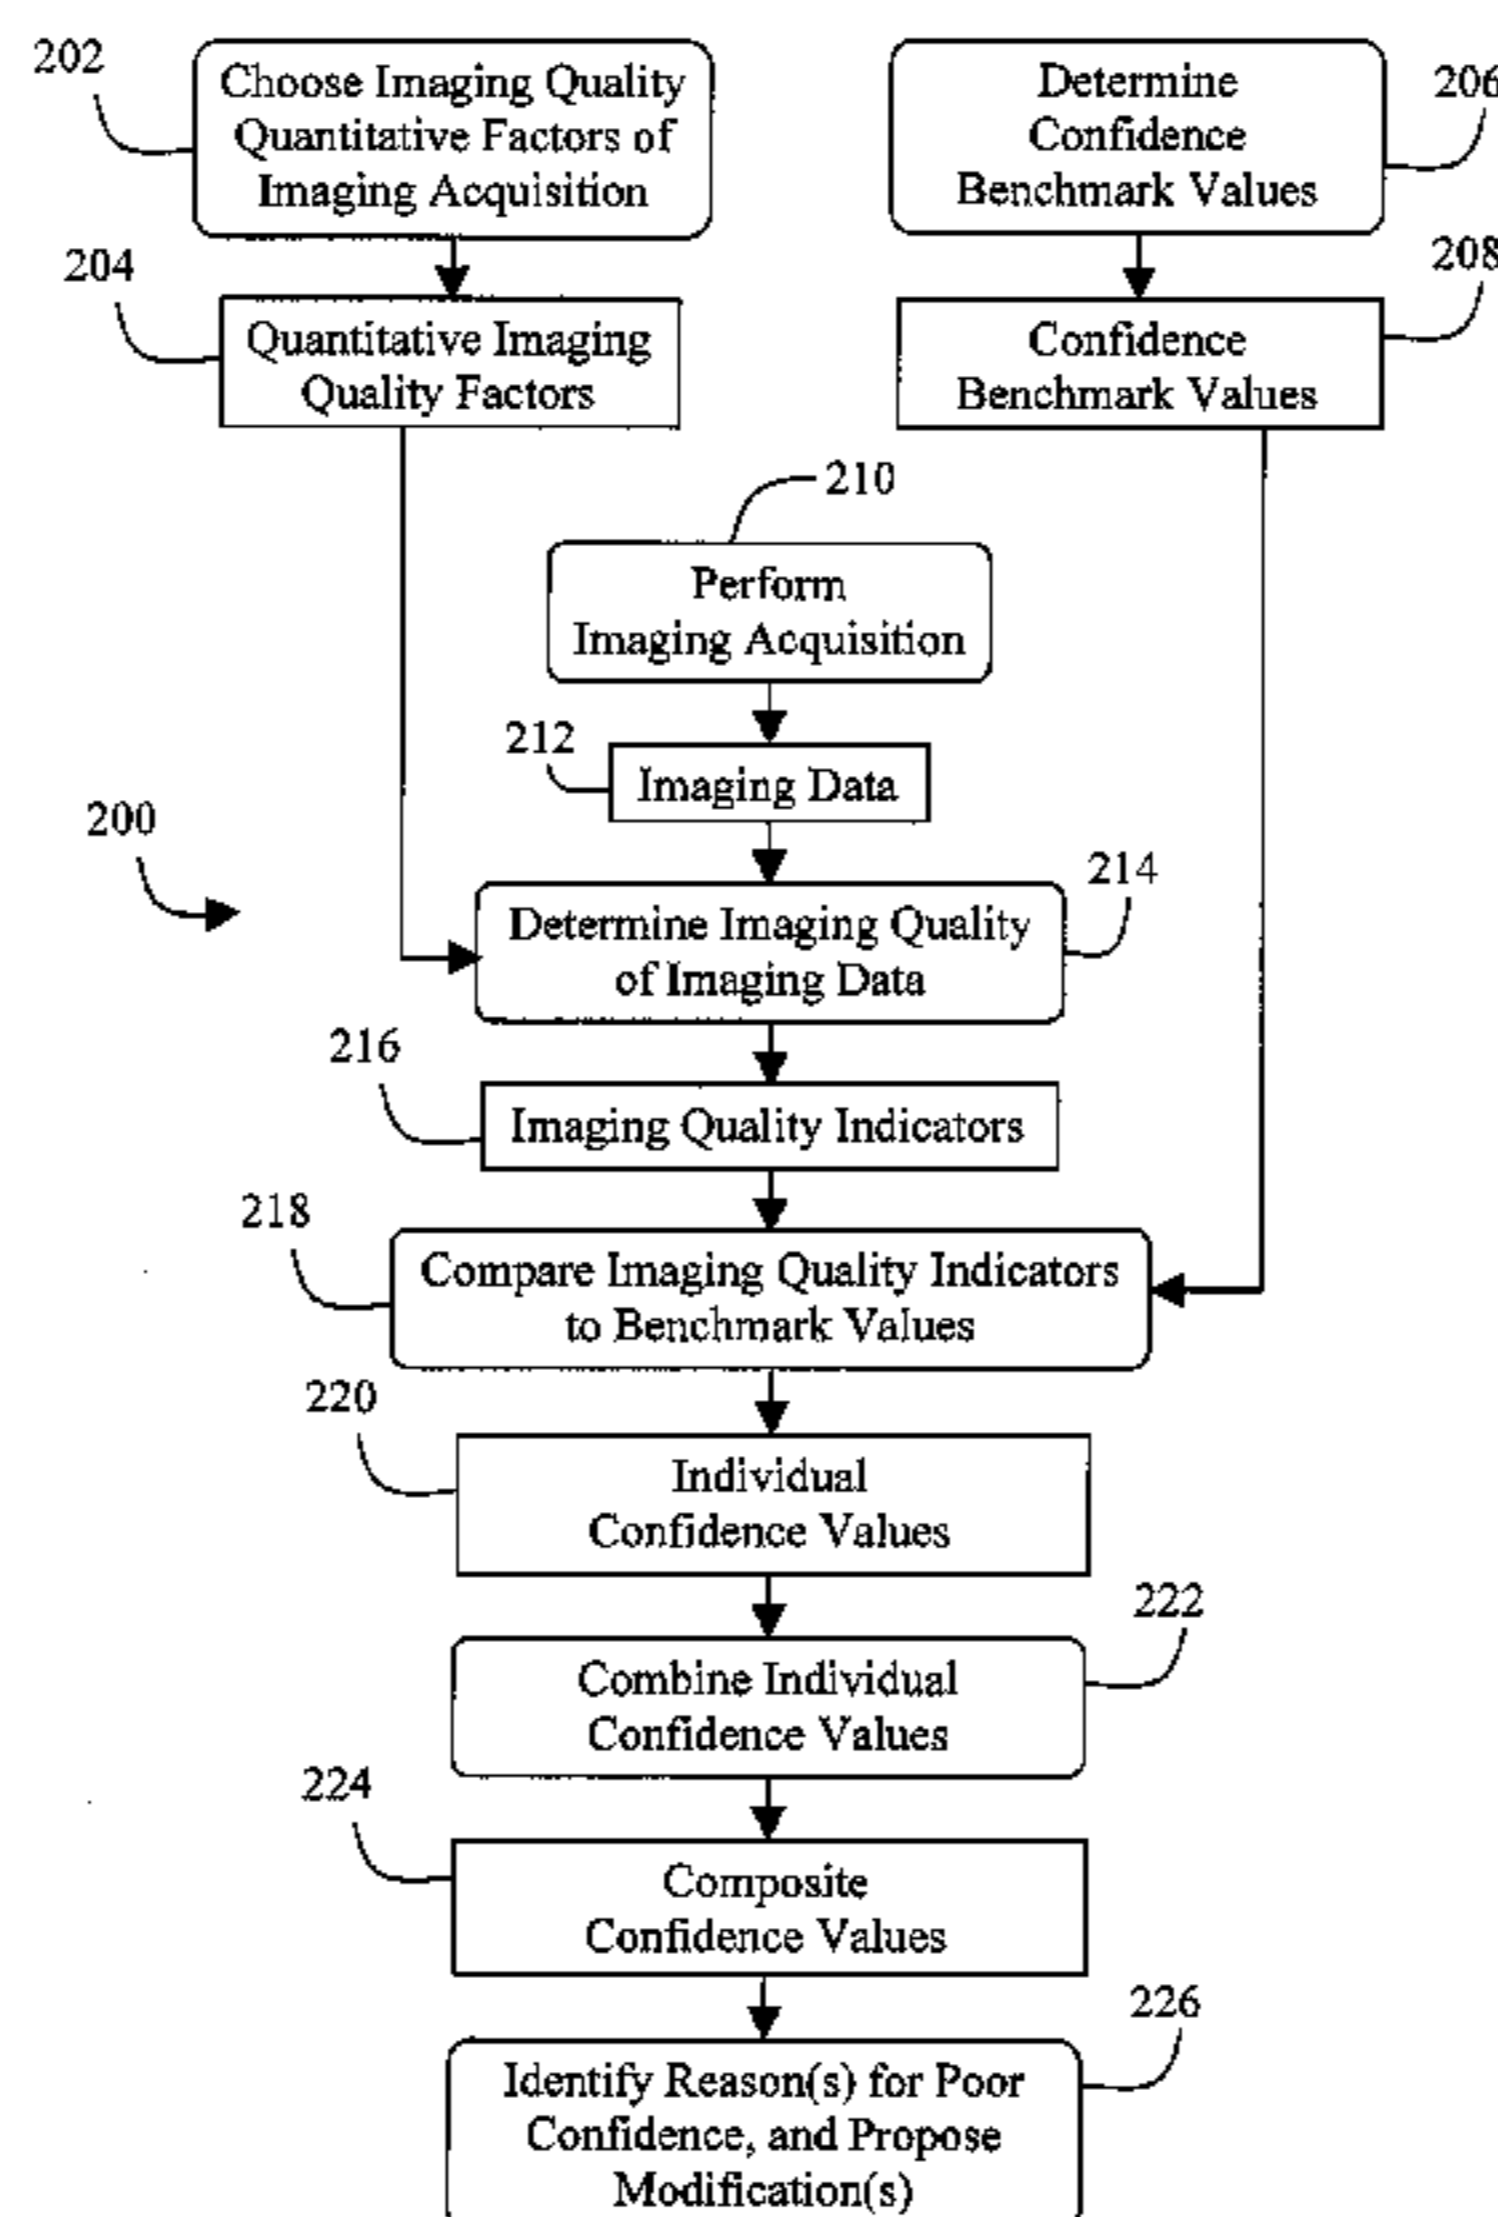 202
Choose Imaging Quality
Quantitative Factors of
Imaging Acquisition
Determine
Confidence
Benchmark Values
206
204
Quantitative Imaging
Quality Factors
Confidence
Benchmark Values
208
210
Perform
Imaging Acquisition
212
Imaging Data
200
214
Determine Imaging Quality
of Imaging Data
216
Imaging Quality Indicators
218
Compare Imaging Quality Indicators
to Benchmark Values
220
Individual
Confidence Values
222
Combine Individual
Confidence Values
224
Composite
Confidence Values
226
Identify Reason(s) for Poor
Confidence, and Propose
Modification(s)